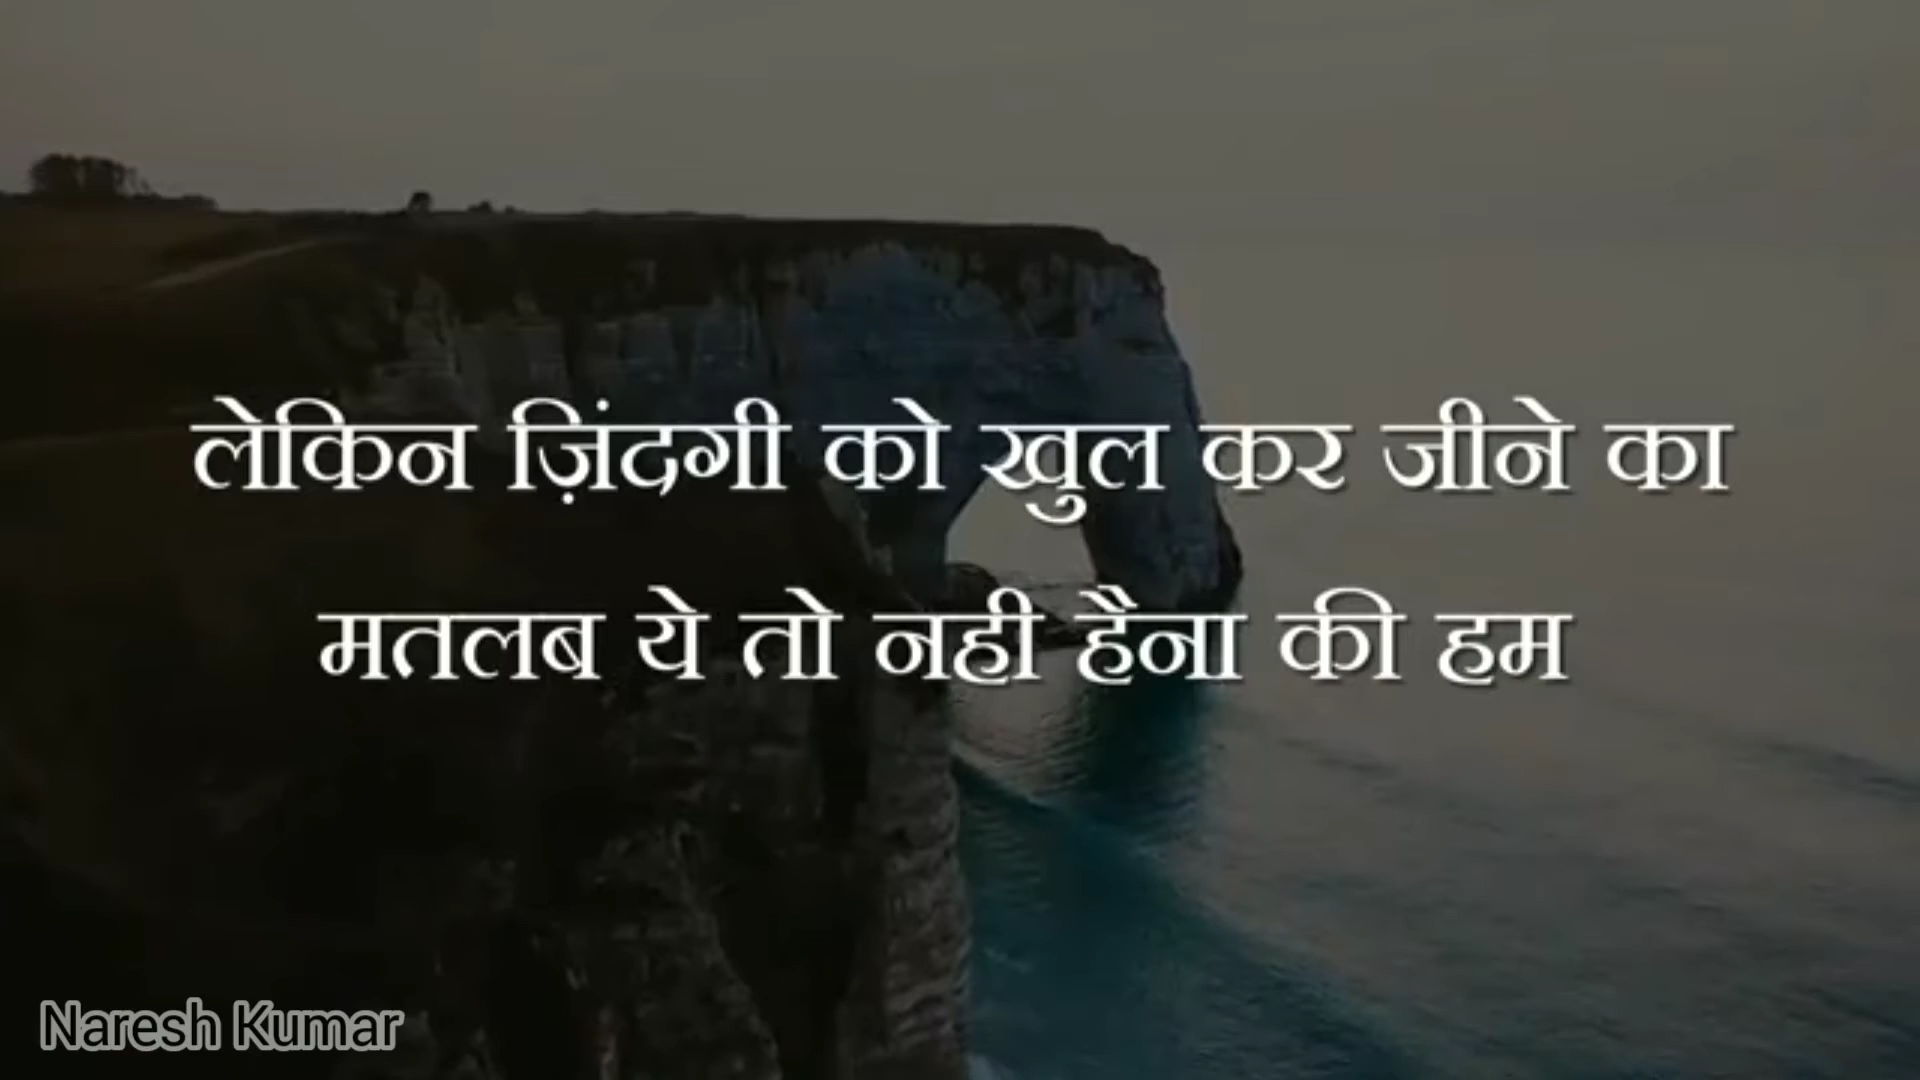 लेकिन ज़िंदगी को खुल कर जीने का
मतलब ये तो नही हैना की हम
Naresh Kumar